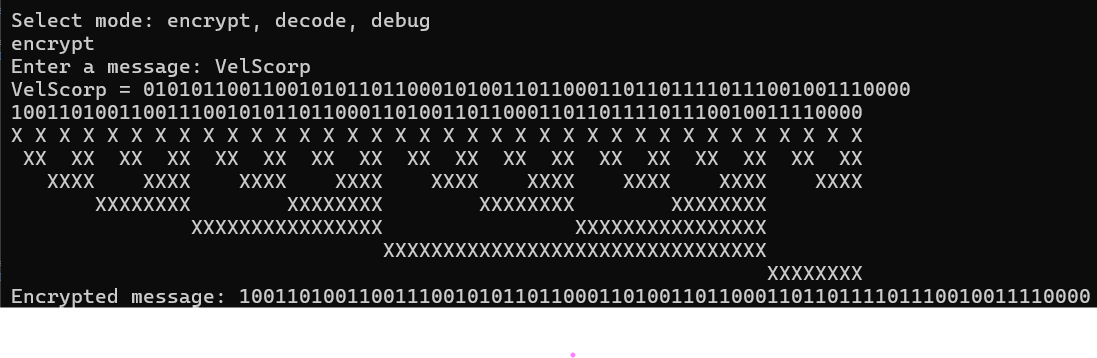 Select mode: encrypt, decode, debug
encrypt
Enter a message: VelScorp
VelScorp = 0101011001100101011011000101001101100011011011110111001001110000
10011010011001110010101101100011010011011000110110111101110010011110000
X X X X X X X X X X X X X X X X X X X X X X X X X X X X X X X X X X X X
XX  XX  XX  XX  XX  XX  XX  XX  XX  XX  XX  XX  XX  XX  XX  XX  XX  XX
XXXX    XXXX    XXXX    XXXX    XXXX    XXXX    XXXX    XXXX    XXXX
XXXXXXXX        XXXXXXXX        XXXXXXXX        XXXXXXXX
XXXXXXXXXXXXXXXX                XXXXXXXXXXXXXXXX
XXXXXXXXXXXXXXXXXXXXXXXXXXXXXXXX
XXXXXXXX
Encrypted message: 10011010011001110010101101100011010011011000110110111101110010011110000